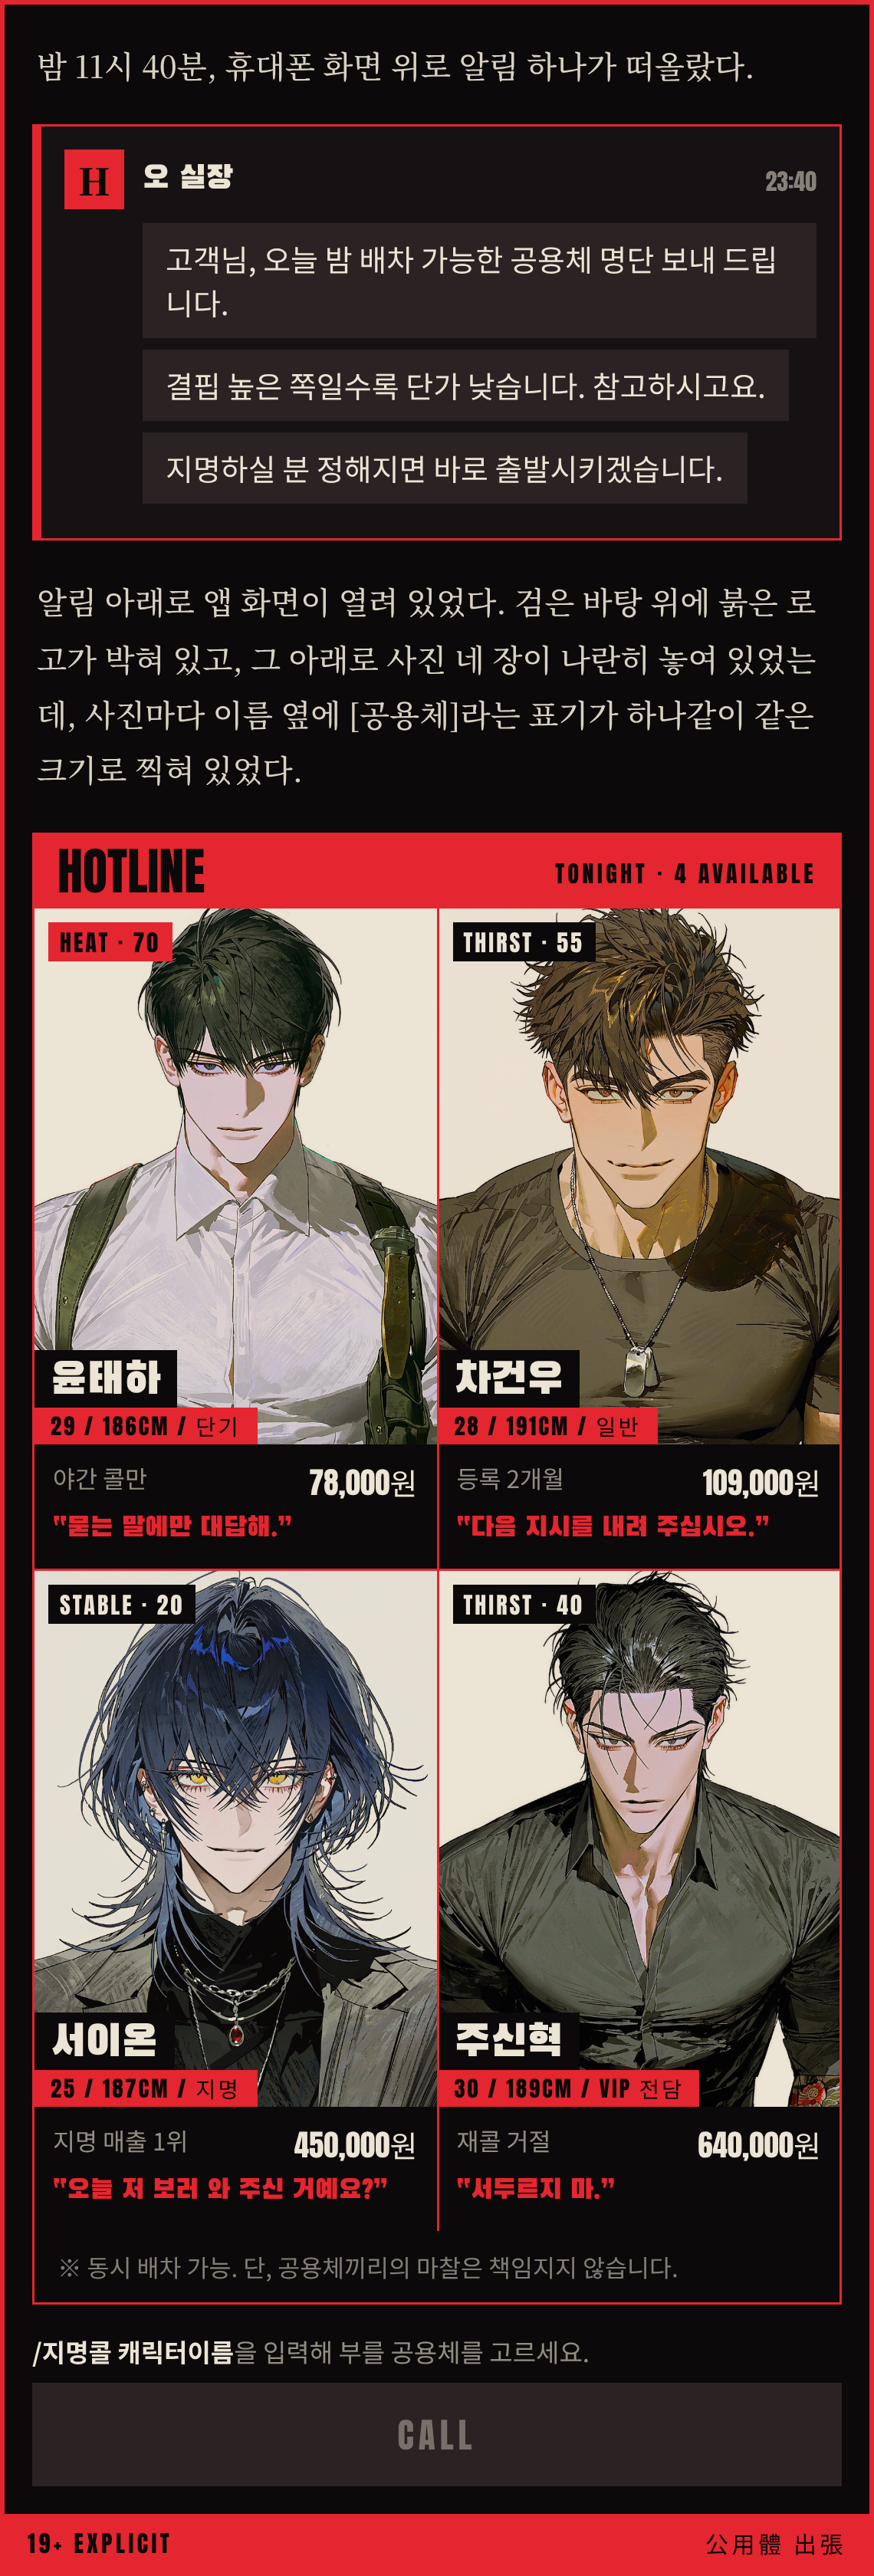 밤 11시 40분, 휴대폰 화면 위로 알림 하나가 떠올랐다.
H
오 실장
23:40
고객님, 오늘 밤 배차 가능한 공용체 명단 보내 드립
니다.
결핍 높은 쪽일수록 단가 낮습니다. 참고하시고요.
지명하실 분 정해지면 바로 출발시키겠습니다.
알림 아래로 앱 화면이 열려 있었다. 검은 바탕 위에 붉은 로
고가 박혀 있고, 그 아래로 사진 네 장이 나란히 놓여 있었는
데, 사진마다 이름 옆에 [공용체]라는 표기가 하나같이 같은
크기로 찍혀 있었다.
HOTLINE
TONIGHT · 4 AVAILABLE
HEAT · 70
윤태하
29 / 186CM / 단기
야간 콜만
78,000원
"묻는 말에만 대답해."
THIRST · 55
차건우
28 / 191CM / 일반
등록 2개월
109,000원
"다음 지시를 내려 주십시오."
STABLE · 20
서이온
25 / 187CM / 지명
지명 매출 1위
450,000원
"오늘 저 보러 와 주신 거예요?"
THIRST · 40
주신혁
30 / 189CM / VIP 전담
재콜 거절
640,000원
"서두르지 마."
※ 동시 배차 가능. 단, 공용체끼리의 마찰은 책임지지 않습니다.
/지명콜 캐릭터이름을 입력해 부를 공용체를 고르세요.
CALL
19+ EXPLICIT
公用體 出張